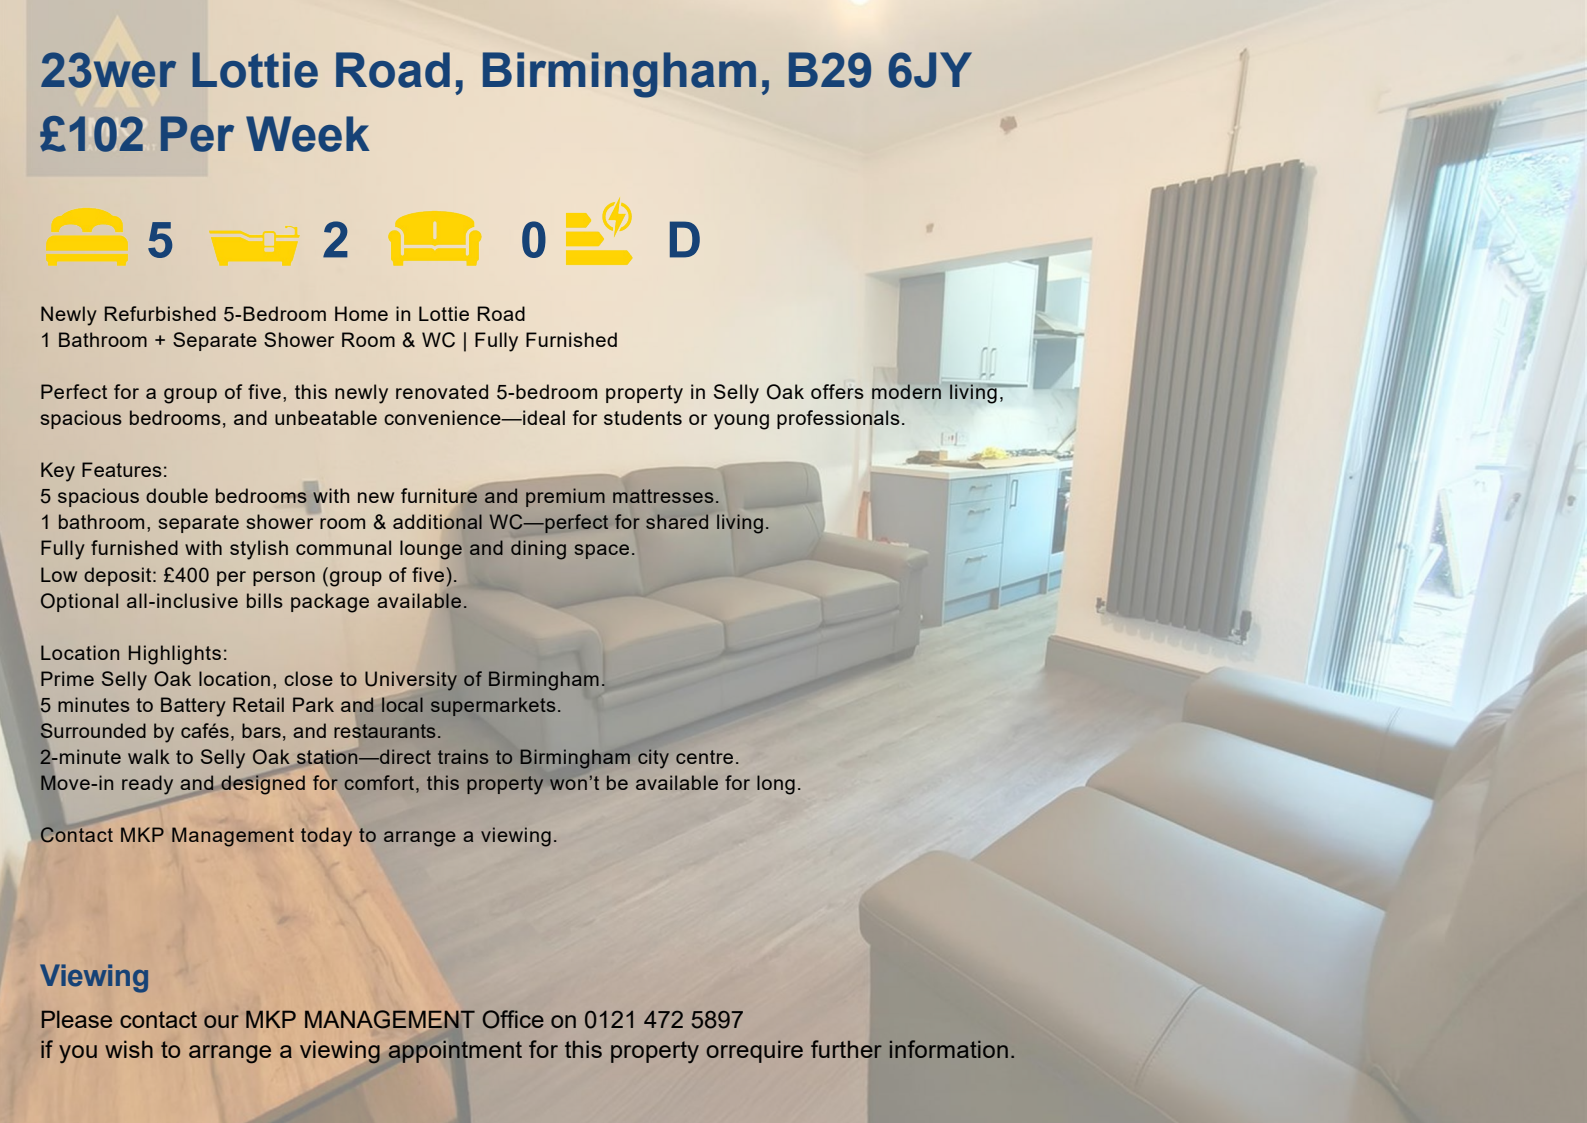 23wer Lottie Road, Birmingham, B29 6JY
£102 Per Week
5 2 0 D
Newly Refurbished 5-Bedroom Home in Lottie Road
1 Bathroom + Separate Shower Room & WC | Fully Furnished
Perfect for a group of five, this newly renovated 5-bedroom property in Selly Oak offers modern living,
spacious bedrooms, and unbeatable convenience—ideal for students or young professionals.
Key Features:
5 spacious double bedrooms with new furniture and premium mattresses.
1 bathroom, separate shower room & additional WC—perfect for shared living.
Fully furnished with stylish communal lounge and dining space.
Low deposit: £400 per person (group of five).
Optional all-inclusive bills package available.
Location Highlights:
Prime Selly Oak location, close to University of Birmingham.
5 minutes to Battery Retail Park and local supermarkets.
Surrounded by cafés, bars, and restaurants.
2-minute walk to Selly Oak station—direct trains to Birmingham city centre.
Move-in ready and designed for comfort, this property won’t be available for long.
Contact MKP Management today to arrange a viewing.
Viewing
Please contact our MKP MANAGEMENT Office on 0121 472 5897
if you wish to arrange a viewing appointment for this property orrequire further information.